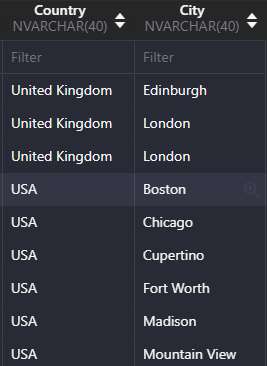 Country City
NVARCHAR(40) NVARCHAR(40)
Filter Filter
United Kingdom Edinburgh
United Kingdom London
United Kingdom London
USA Boston
USA Chicago
USA Cupertino
USA Fort Worth
USA Madison
USA Mountain View